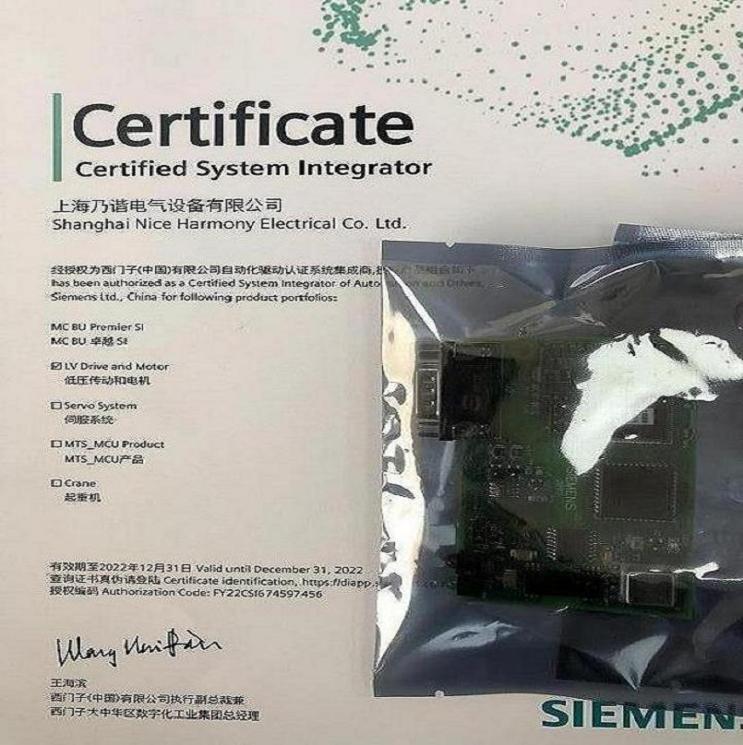 Certificate
Certified System Integrator
上海乃谐电气设备有限公司
Shanghai Nice Harmony Electrical Co. Ltd.
经授权为西门子(中国)有限公司自动化驱动认证系统集成商,
has been authorized as a Certified System Integrator of and Drives,
Siemens Ltd., China for following product portfolios:
MC BU Premier SI
MC BU 卓越 SI
☑ LV Drive and Motor
低压传动和电机
☐ Servo System
伺服系统
☐ MTS_MCU Product
MTS_MCU产品
☐ Crane
起重机
有效期至2022年12月31日 Valid until December 31, 2022
查询证书真伪请登陆 Certificate identification, https://diapp.
授权编码 Authorization Code: FY22CSI674597456
王海滨
西门子(中国)有限公司执行副总裁兼
西门子大中华区数字化工业集团总经理
SIEMENS
SIEMEN